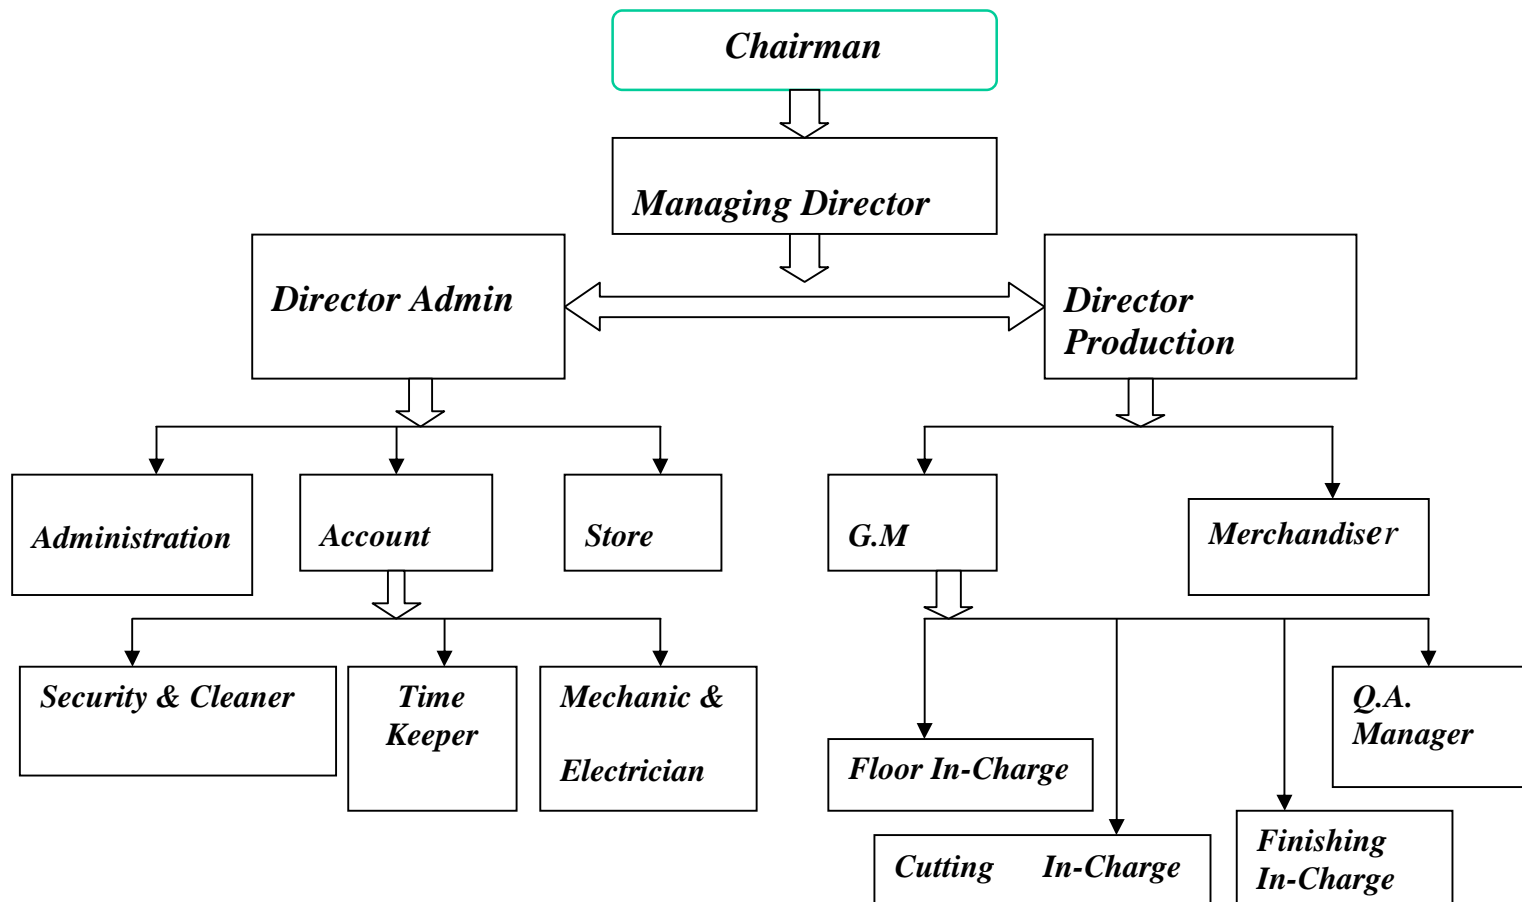 Chairman
Managing Director
Director Admin
Director
Production
Administration
Account
Store
G.M
Merchandiser
Security & Cleaner
Time
Keeper
Mechanic &
Electrician
Floor In-Charge
Q.A.
Manager
Cutting In-Charge
Finishing
In-Charge